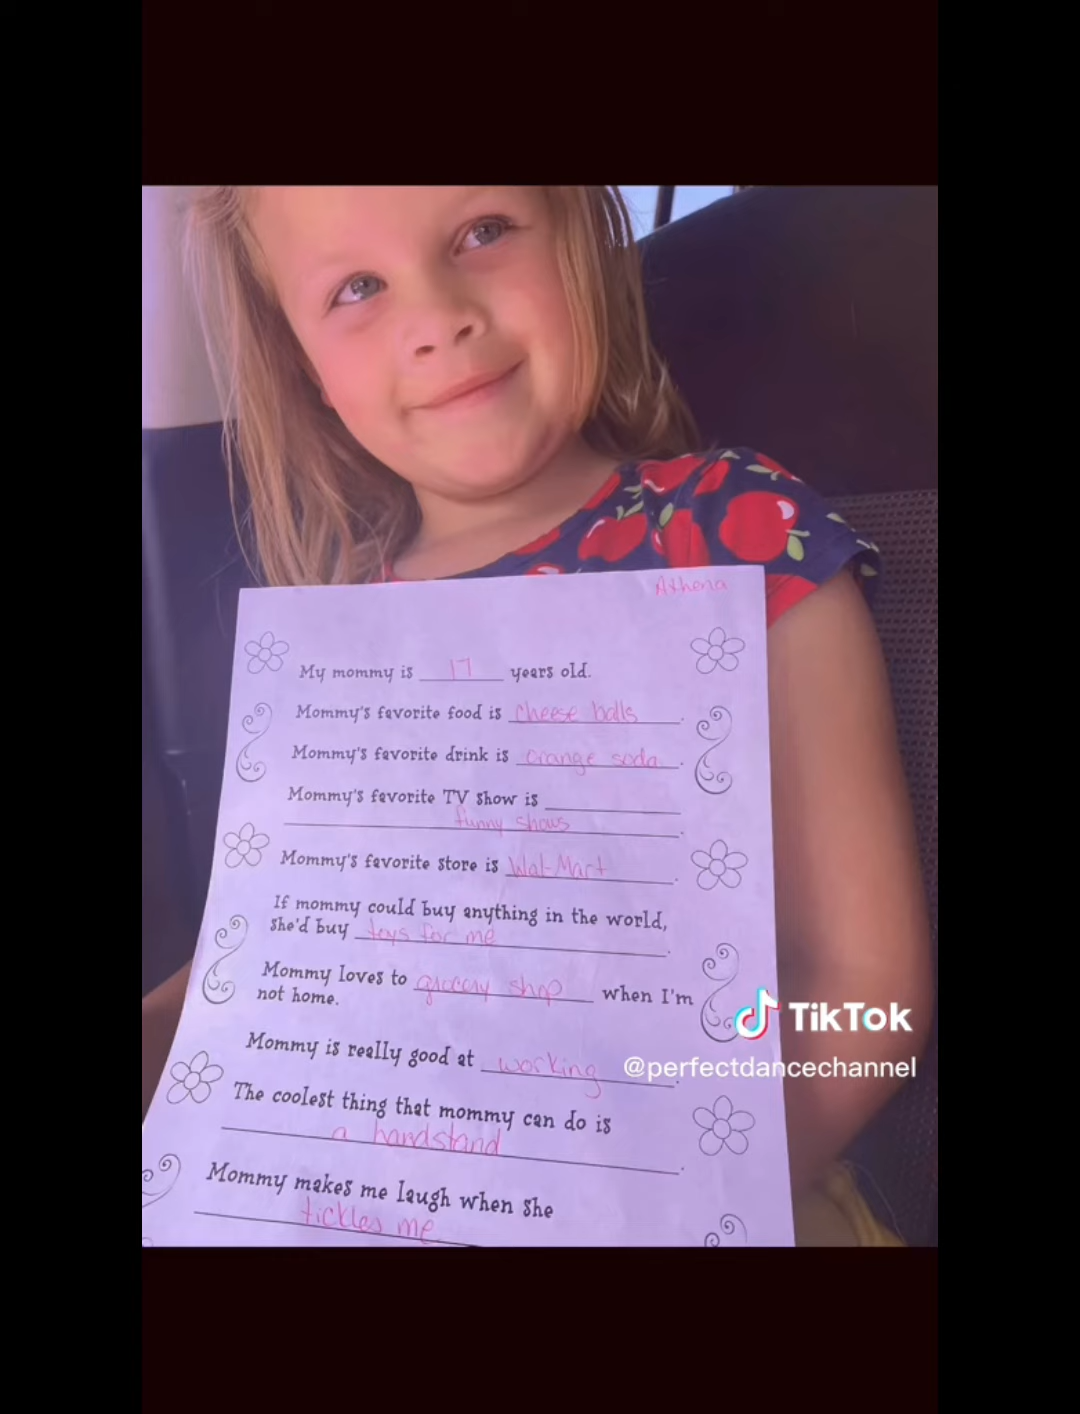 Athena
My mommy is 17 years old.
Mommy's favorite food is cheese balls.
Mommy's favorite drink is orange soda.
Mommy's favorite TV show is
funny shows.
Mommy's favorite store is Wal-Mart.
If mommy could buy anything in the world,
she'd buy toys for me.
Mommy loves to grocery shop when I'm
not home.
TikTok
@perfectdancechannel
Mommy is really good at working.
The coolest thing that mommy can do is
a handstand.
Mommy makes me laugh when she
tickles me